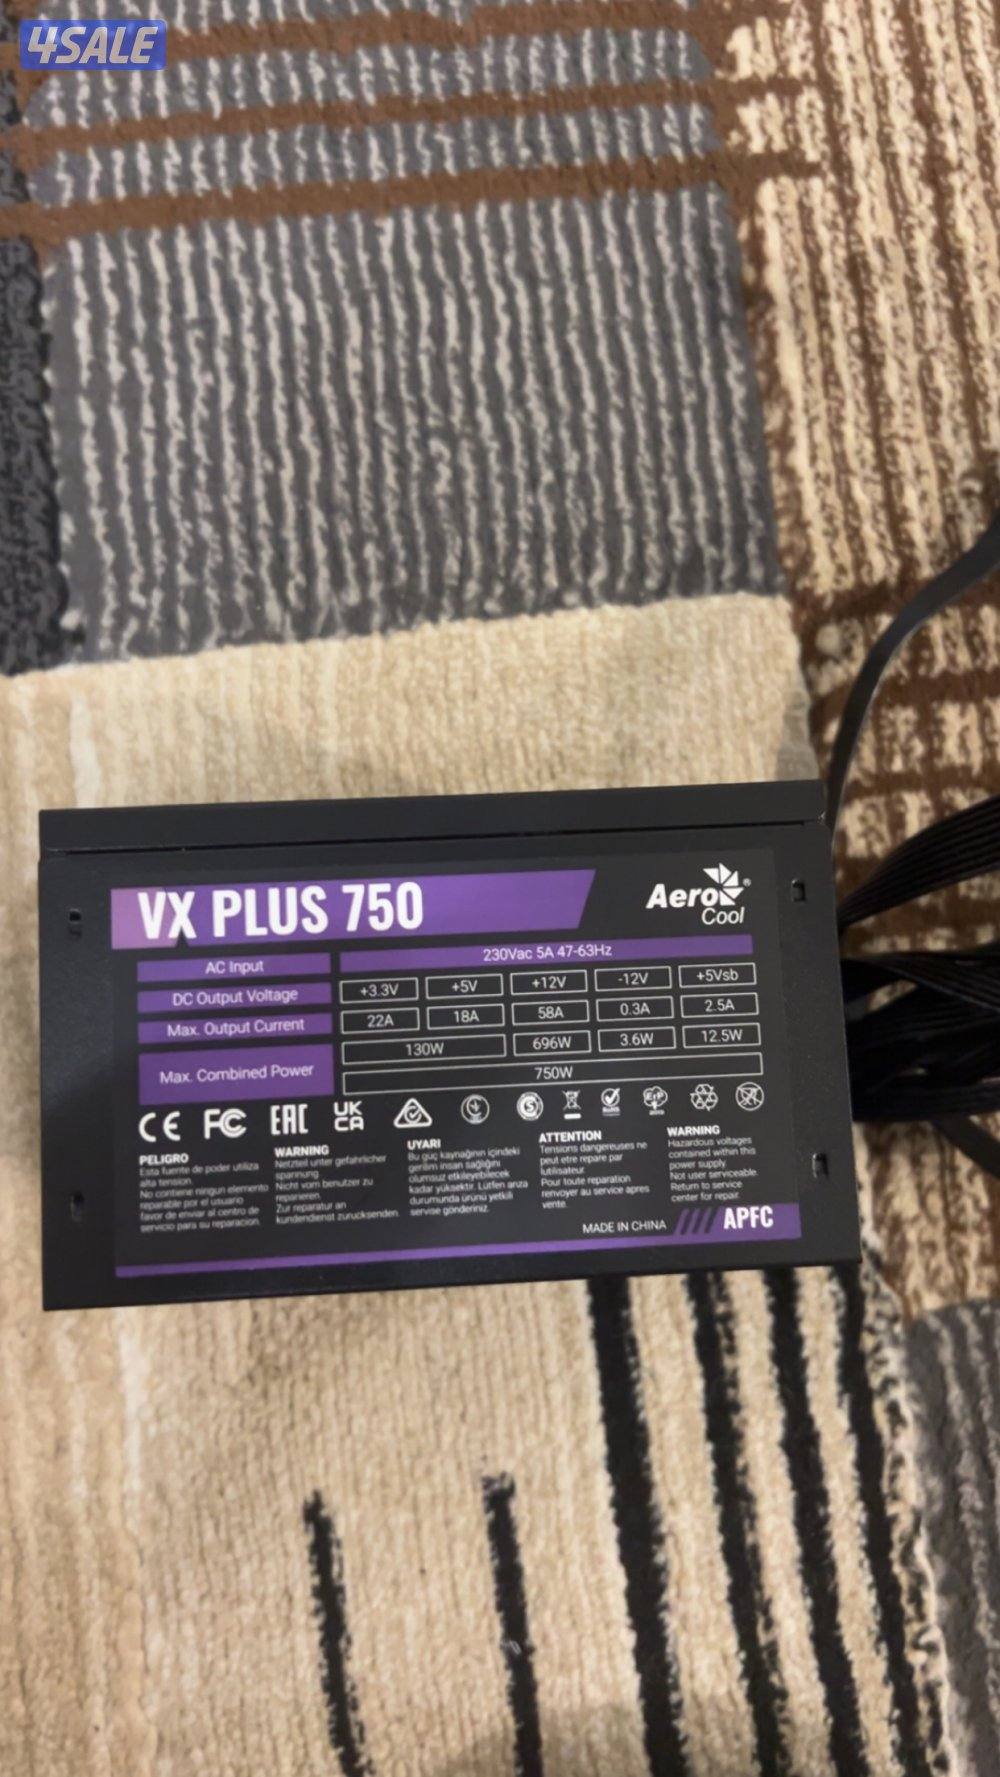 4SALE
VX PLUS 750
Aero
Cool
AC Input
230Vac 5A 47-63Hz
DC Output Voltage
+3.3V
+5V
+12V
-12V
+5Vsb
Max. Output Current
22A
18A
58A
0.3A
2.5A
Max. Combined Power
130W
696W
3.6W
12.5W
750W
CE FC EAC UK
CA
PELIGRO
Esta fuente de poder utiliza
alta tension.
No contiene ningun elemento
reparable por el usuario
favor de enviar al centro de
servicio para su reparacion.
WARNING
Netzteil unter gefahrlicher
spannung.
Nicht vom benutzer zu
reparieren.
Zur reparatur an
kundendienst zurucksenden.
UYARI
Bu güç kaynağının içindeki
gerilim insan sağlığını
olumsuz etkileyebilecek
kadar yüksektir. Lütfen arıza
durumunda ürünü yetkili
servise gönderiniz.
ATTENTION
Tensions dangereuses ne
peut etre repare par
lutilisateur.
Pour toute reparation
renvoyer au service apres
vente.
WARNING
Hazardous voltages
contained within this
power supply.
Not user serviceable.
Return to service
center for repair.
MADE IN CHINA
APFC